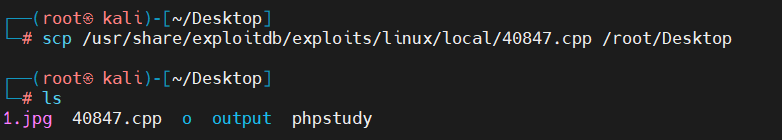 ┌──(root㉿ kali)-[~/Desktop]
└─# scp /usr/share/exploitdb/exploits/linux/local/40847.cpp /root/Desktop
┌──(root㉿ kali)-[~/Desktop]
└─# ls
1.jpg  40847.cpp  o  output  phpstudy